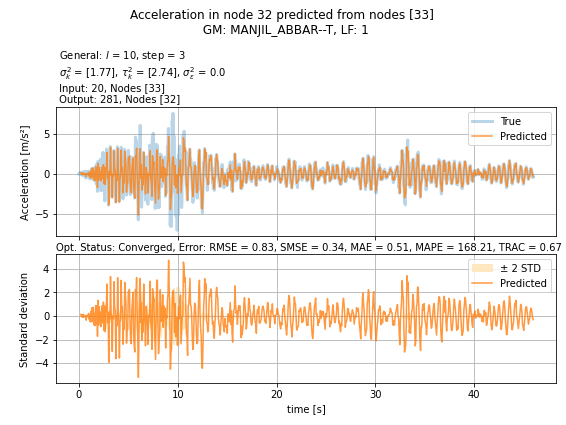 Acceleration in node 32 predicted from nodes [33]
GM: MANJIL_ABBAR--T, LF: 1
General: l = 10, step = 3
σ²ₖ = [1.77], τ²ₖ = [2.74], σ²ε = 0.0
Input: 20, Nodes [33]
Output: 281, Nodes [32]
Acceleration [m/s²]
5
0
−5
True
Predicted
Opt. Status: Converged, Error: RMSE = 0.83, SMSE = 0.34, MAE = 0.51, MAPE = 168.21, TRAC = 0.67
Standard deviation
4
2
0
−2
−4
± 2 STD
Predicted
0 10 20 30 40
time [s]